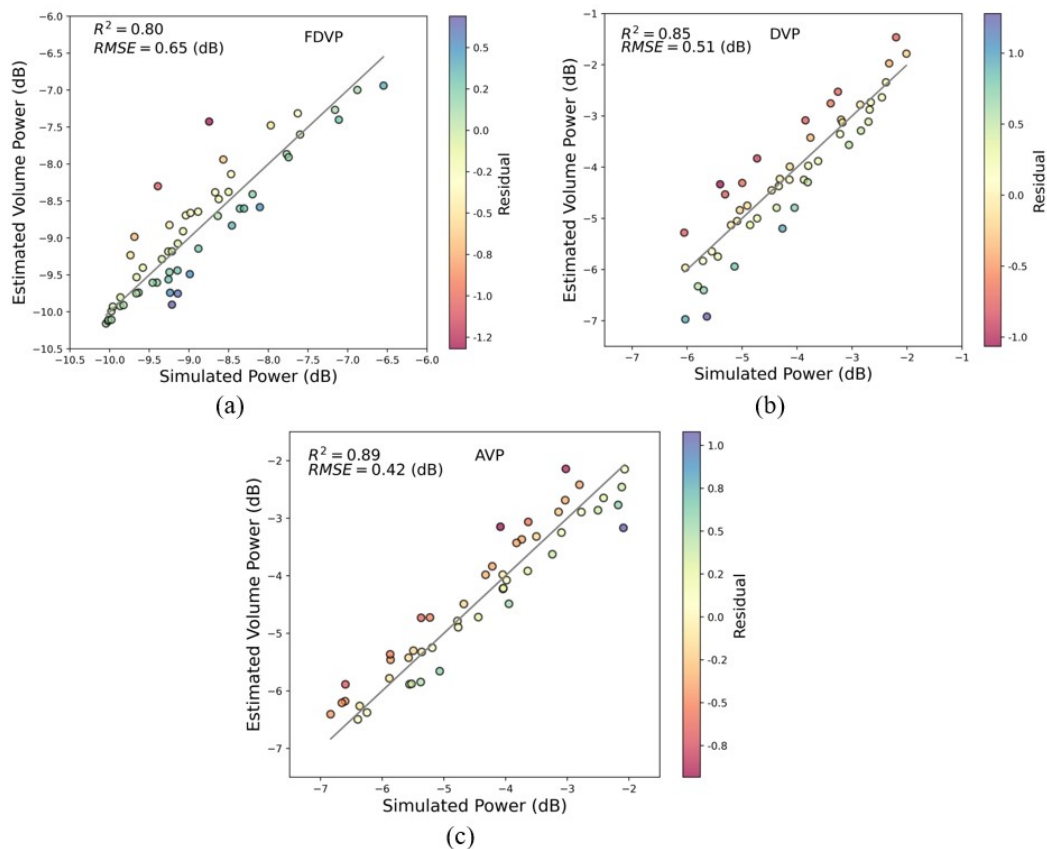 R² = 0.80
RMSE = 0.65 (dB)
FDVP
Estimated Volume Power (dB)
−6.0
−6.5
−7.0
−7.5
−8.0
−8.5
−9.0
−9.5
−10.0
−10.5
−10.5 −10.0 −9.5 −9.0 −8.5 −8.0 −7.5 −7.0 −6.5 −6.0
Simulated Power (dB)
0.5
0.2
0.0
-0.2
-0.5
-0.8
-1.0
-1.2
Residual
(a)
R² = 0.85
RMSE = 0.51 (dB)
DVP
Estimated Volume Power (dB)
−1
−2
−3
−4
−5
−6
−7
−7 −6 −5 −4 −3 −2 −1
Simulated Power (dB)
1.0
0.5
0.0
-0.5
-1.0
Residual
(b)
R² = 0.89
RMSE = 0.42 (dB)
AVP
Estimated Volume Power (dB)
−2
−3
−4
−5
−6
−7
−7 −6 −5 −4 −3 −2
Simulated Power (dB)
1.0
0.8
0.5
0.2
0.0
-0.2
-0.5
-0.8
Residual
(c)